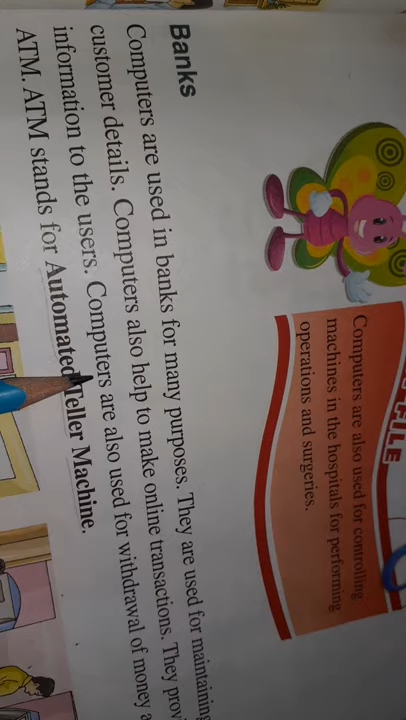 FILE
Computers are also used for controlling
machines in the hospitals for performing
operations and surgeries.
Banks
Computers are used in banks for many purposes. They are used for maintaining
customer details. Computers also help to make online transactions. They
information to the users. Computers are also used for withdrawal of money
ATM. ATM stands for Automated Teller Machine.